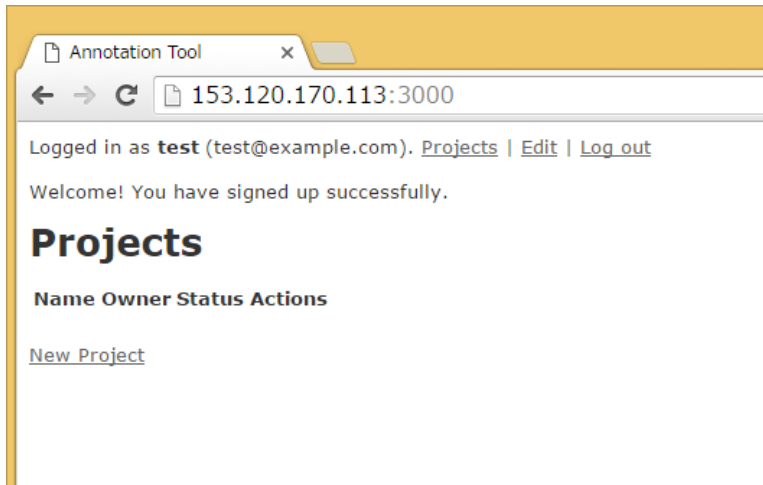 Annotation Tool
153.120.170.113:3000
Logged in as test (test@example.com). Projects | Edit | Log out
Welcome! You have signed up successfully.
Projects
Name Owner Status Actions
New Project